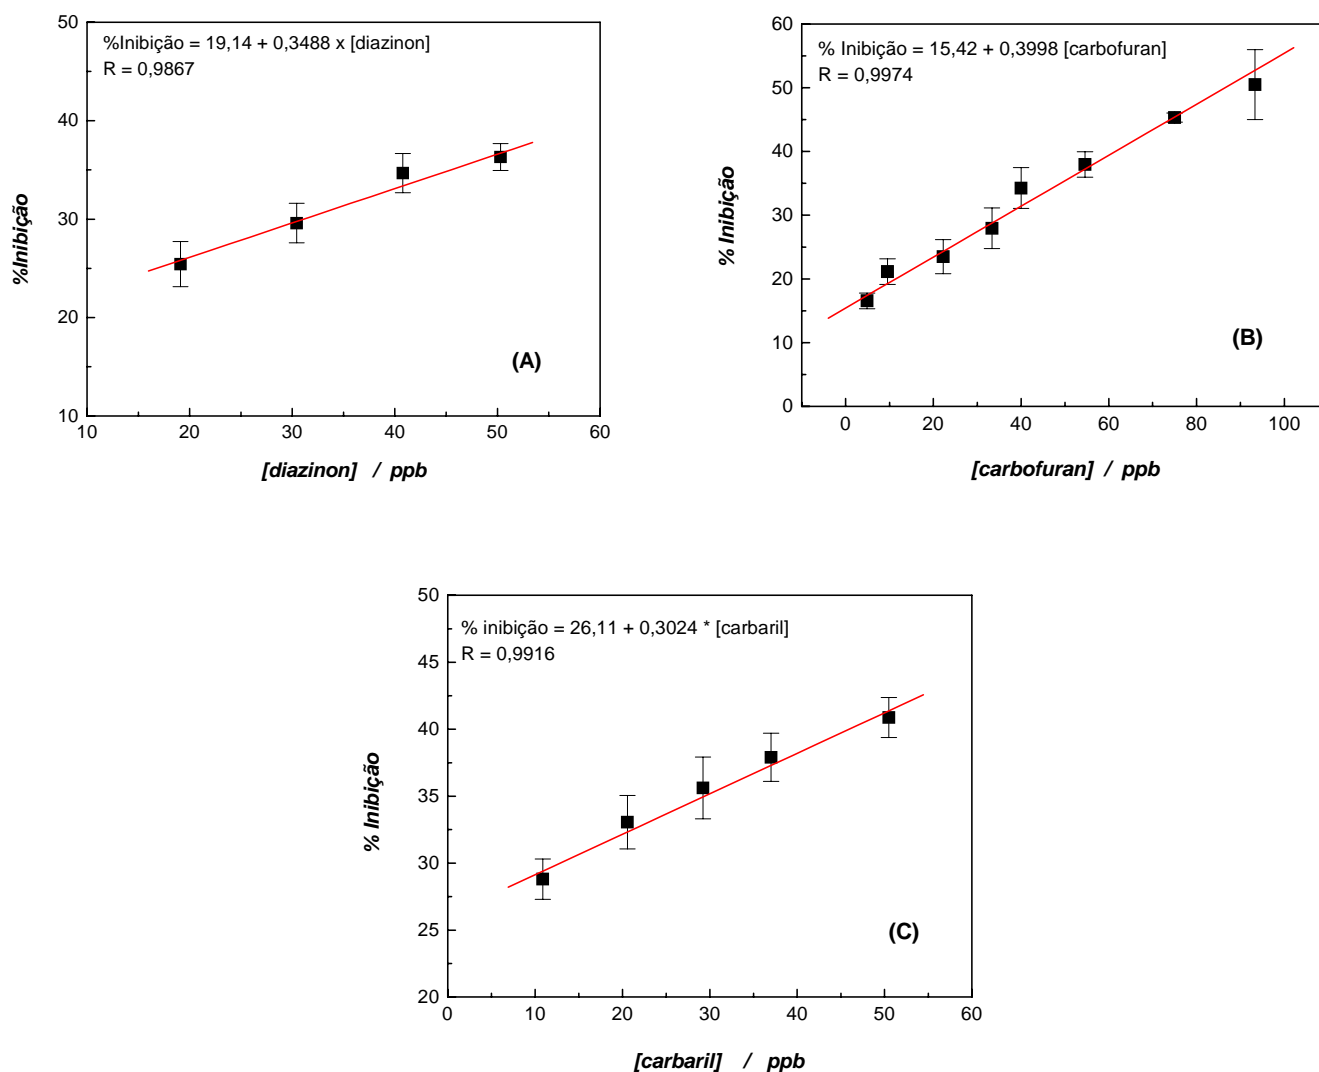 50
40
30
20
10
%Inibição
%Inibição = 19,14 + 0,3488 x [diazinon]
R = 0,9867
(A)
10 20 30 40 50 60
[diazinon] / ppb
60
50
40
30
20
10
0
% Inibição
% Inibição = 15,42 + 0,3998 [carbofuran]
R = 0,9974
(B)
0 20 40 60 80 100
[carbofuran] / ppb
50
45
40
35
30
25
20
% Inibição
% inibição = 26,11 + 0,3024 * [carbaril]
R = 0,9916
(C)
0 10 20 30 40 50 60
[carbaril] / ppb